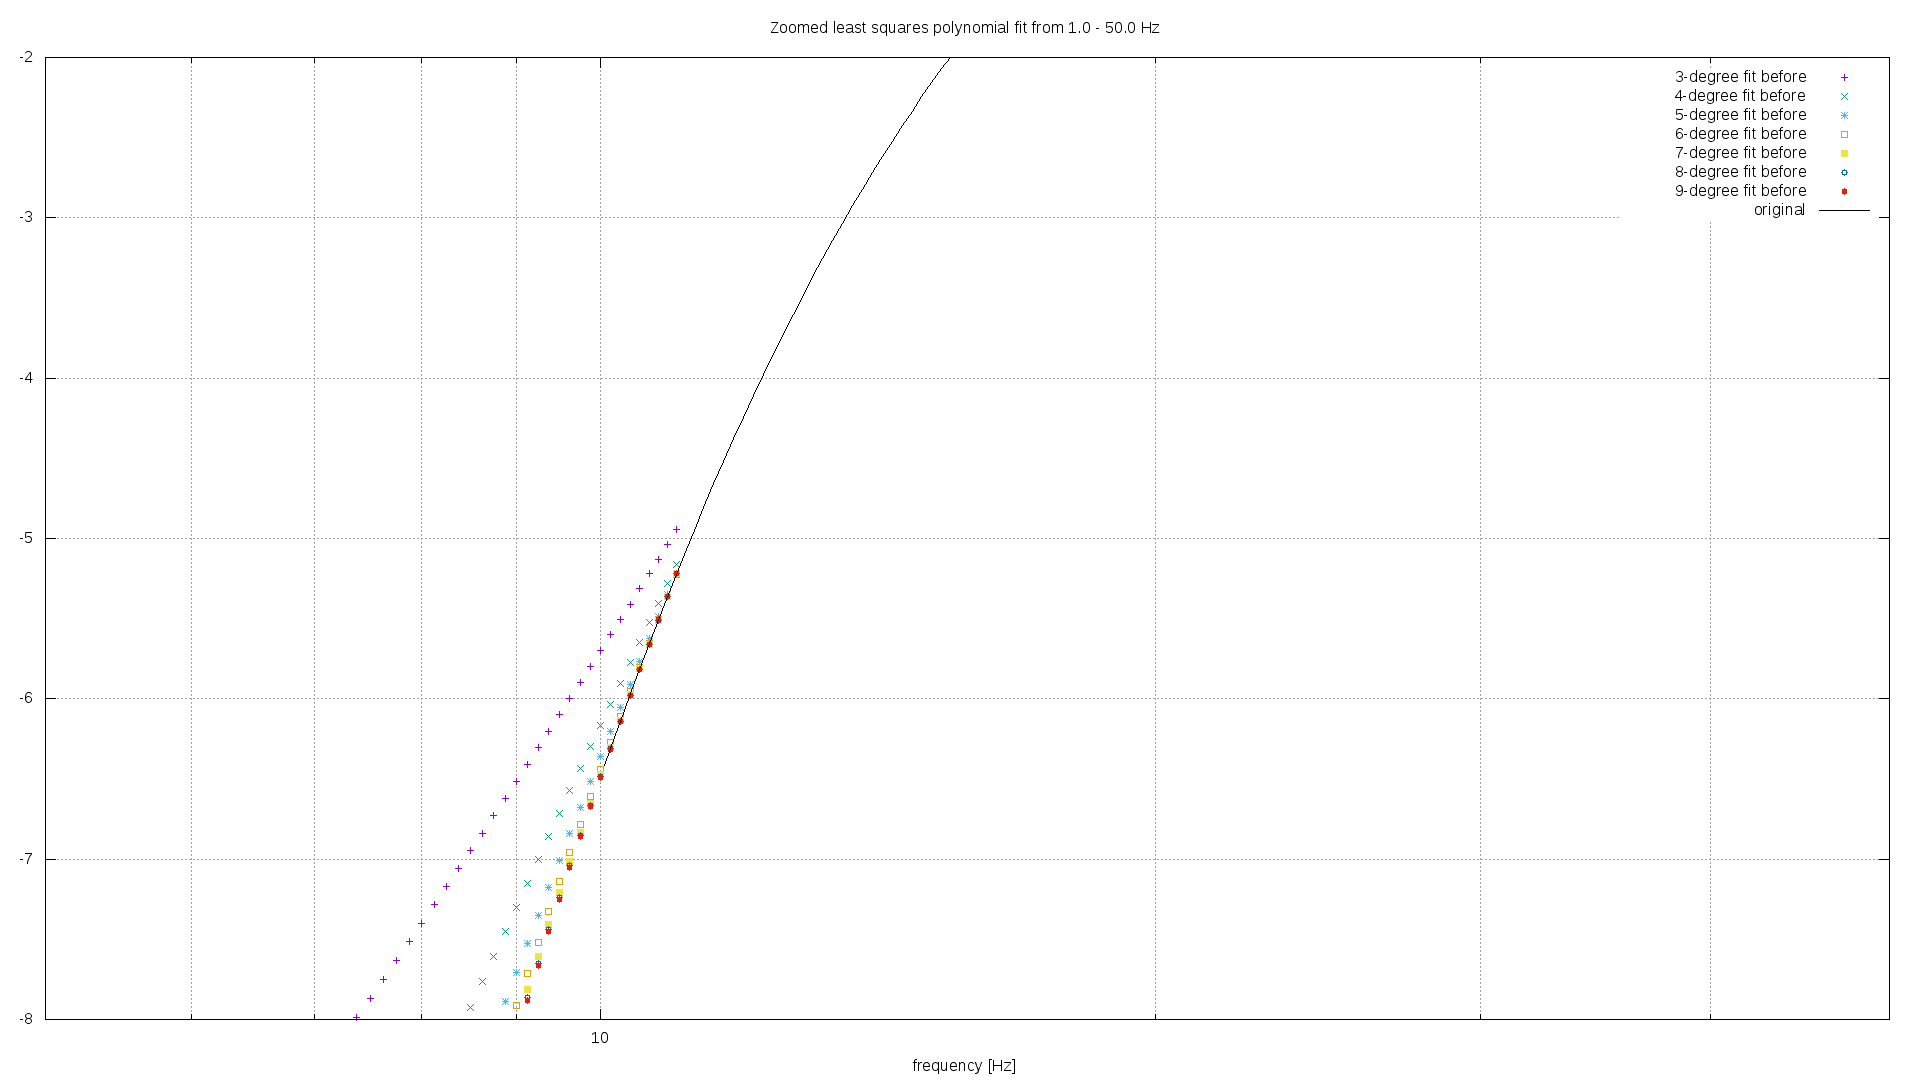 Zoomed least squares polynomial fit from 1.0 - 50.0 Hz
-2
3-degree fit before
4-degree fit before
5-degree fit before
6-degree fit before
7-degree fit before
8-degree fit before
9-degree fit before
original
-3
-4
-5
-6
-7
-8
10
frequency [Hz]